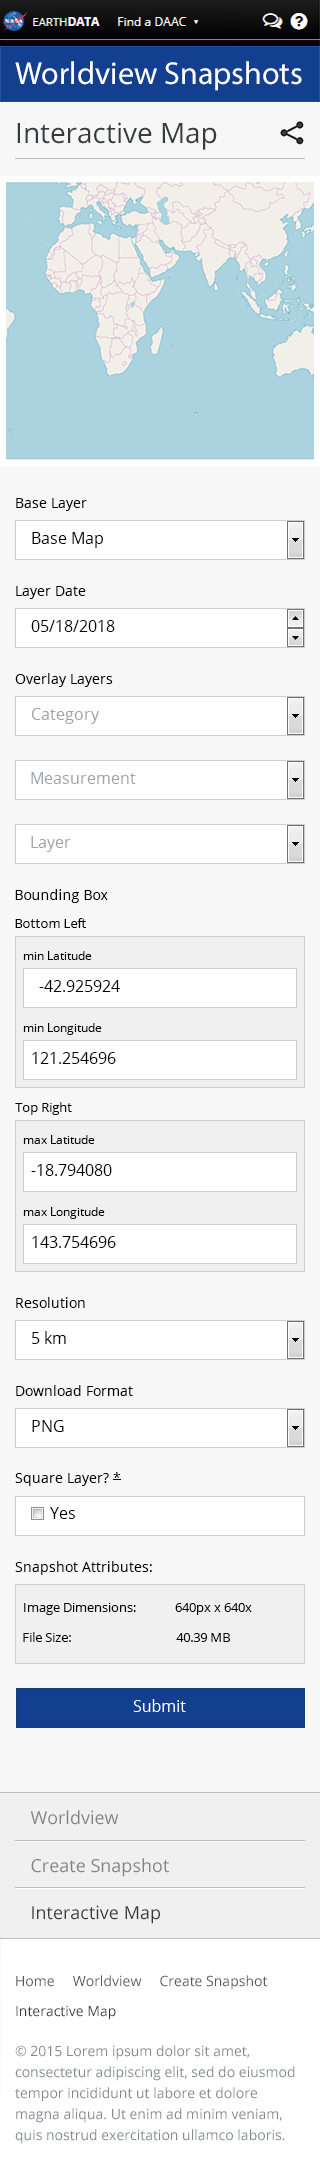 NASA EARTHDATA Find a DAAC ?
Worldview Snapshots
Interactive Map
Base Layer
Base Map
Layer Date
05/18/2018
Overlay Layers
Category
Measurement
Layer
Bounding Box
Bottom Left
min Latitude
-42.925924
min Longitude
121.254696
Top Right
max Latitude
-18.794080
max Longitude
143.754696
Resolution
5 km
Download Format
PNG
Square Layer? *
Yes
Snapshot Attributes:
Image Dimensions: 640px x 640x
File Size: 40.39 MB
Submit
Worldview
Create Snapshot
Interactive Map
Home Worldview Create Snapshot
Interactive Map
© 2015 Lorem ipsum dolor sit amet,
consectetur adipiscing elit, sed do eiusmod
tempor incididunt ut labore et dolore
magna aliqua. Ut enim ad minim veniam,
quis nostrud exercitation ullamco laboris.